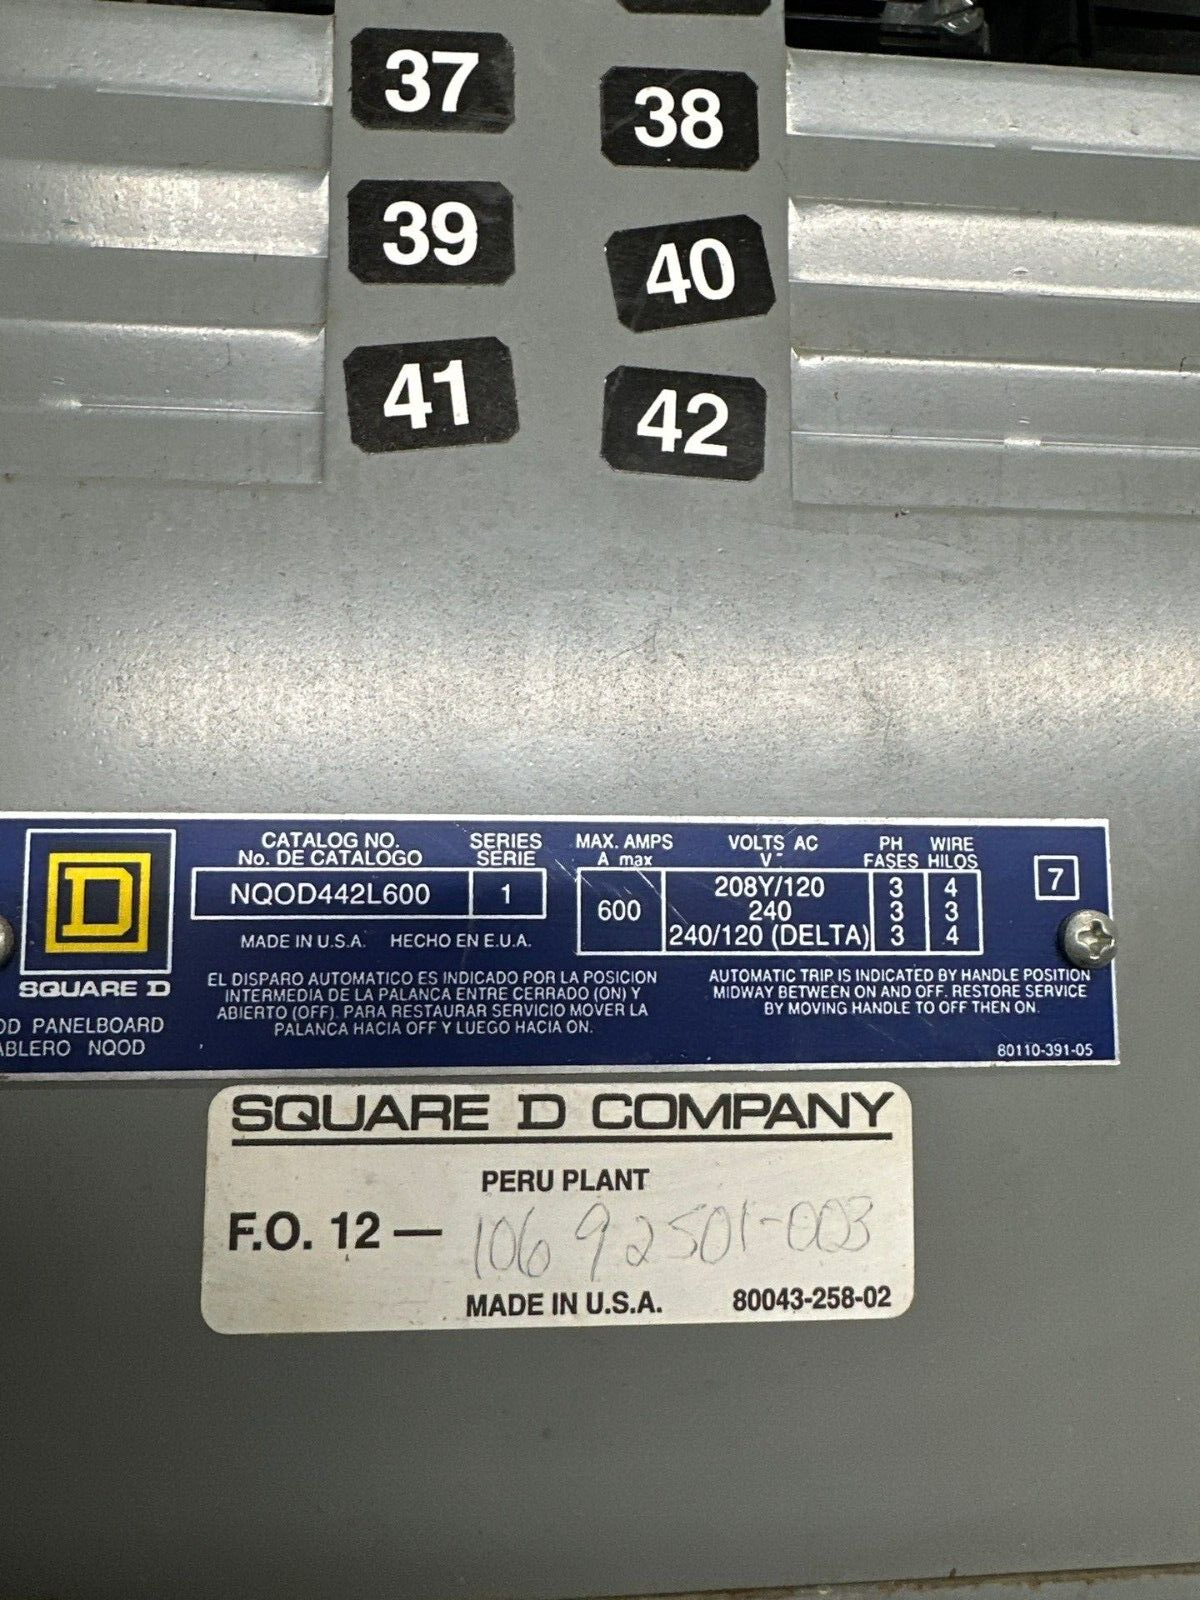 37
38
39
40
41
42
CATALOG NO.
No. DE CATALOGO
SERIES
SERIE
NQOD442L600
1
MADE IN U.S.A. HECHO EN E.U.A.
MAX. AMPS
A max
600
VOLTS AC
V~
PH
FASES
WIRE
HILOS
208Y/120 3 4
240 3 3
240/120 (DELTA) 3 4
7
D
SQUARE D
OD PANELBOARD
ABLERO NQOD
EL DISPARO AUTOMATICO ES INDICADO POR LA POSICION
INTERMEDIA DE LA PALANCA ENTRE CERRADO (ON) Y
ABIERTO (OFF). PARA RESTAURAR SERVICIO MOVER LA
PALANCA HACIA OFF Y LUEGO HACIA ON.
AUTOMATIC TRIP IS INDICATED BY HANDLE POSITION
MIDWAY BETWEEN ON AND OFF. RESTORE SERVICE
BY MOVING HANDLE TO OFF THEN ON.
80110-391-05
SQUARE D COMPANY
PERU PLANT
F.O. 12 — 106 92501-003
MADE IN U.S.A. 80043-258-02